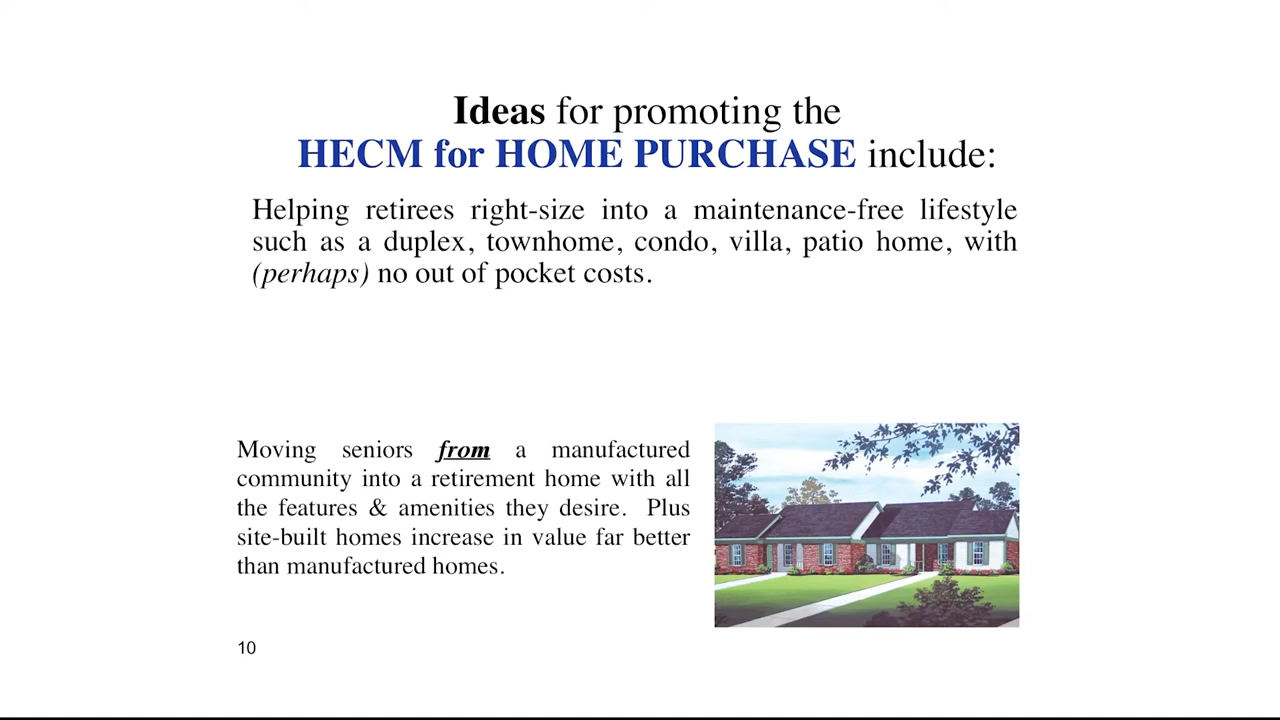 Ideas for promoting the
HECM for HOME PURCHASE include:
Helping retirees right-size into a maintenance-free lifestyle
such as a duplex, townhome, condo, villa, patio home, with
(perhaps) no out of pocket costs.
Moving seniors from a manufactured
community into a retirement home with all
the features & amenities they desire. Plus
site-built homes increase in value far better
than manufactured homes.
10